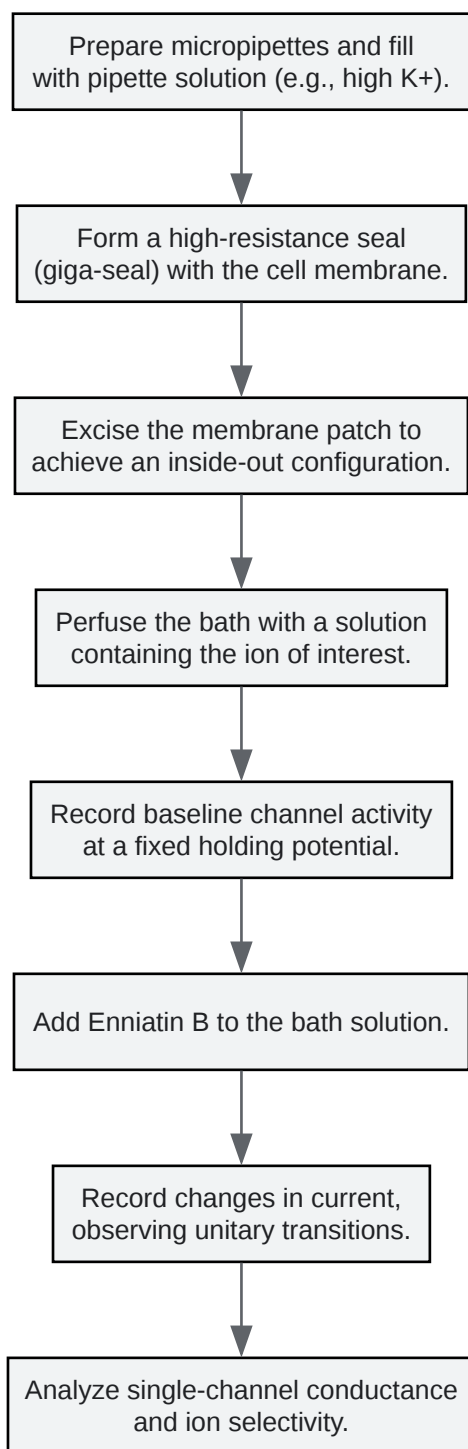 Prepare micropipettes and fill
with pipette solution (e.g., high K+).
Form a high-resistance seal
(giga-seal) with the cell membrane.
Excise the membrane patch to
achieve an inside-out configuration.
Perfuse the bath with a solution
containing the ion of interest.
Record baseline channel activity
at a fixed holding potential.
Add Enniatin B to the bath solution.
Record changes in current,
observing unitary transitions.
Analyze single-channel conductance
and ion selectivity.